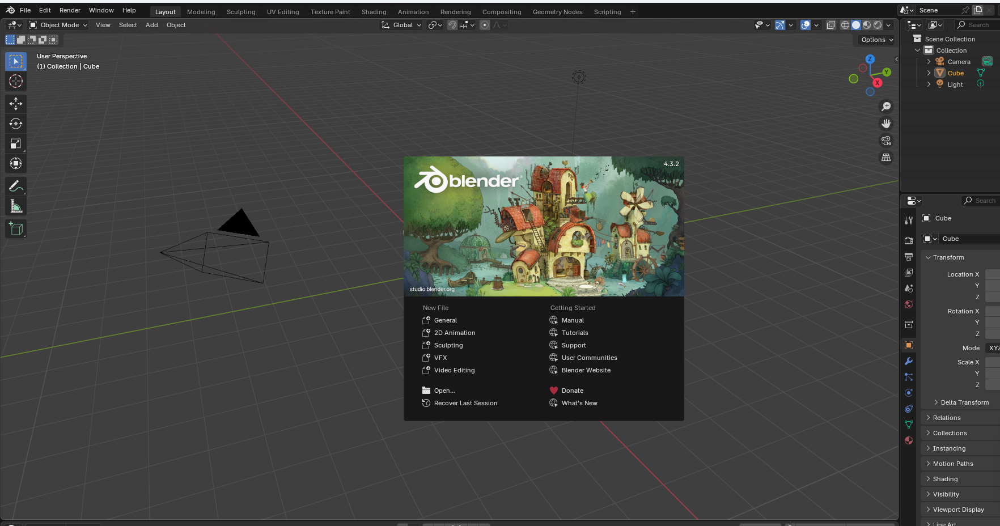 File Edit Render Window Help Layout Modeling Sculpting UV Editing Texture Paint Shading Animation Rendering Compositing Geometry Nodes Scripting + Scene
Object Mode View Select Add Object Global Search
Options
User Perspective
(1) Collection | Cube
Z
Y
X
Scene Collection
Collection
Camera
Cube
Light
4.3.2
blender
studio.blender.org
New File
General
2D Animation
Sculpting
VFX
Video Editing
Open...
Recover Last Session
Getting Started
Manual
Tutorials
Support
User Communities
Blender Website
Donate
What's New
Search
Cube
Cube
Transform
Location X
Y
Z
Rotation X
Y
Z
Mode XYZ
Scale X
Y
Z
Delta Transform
Relations
Collections
Instancing
Motion Paths
Shading
Visibility
Viewport Display
Line Art